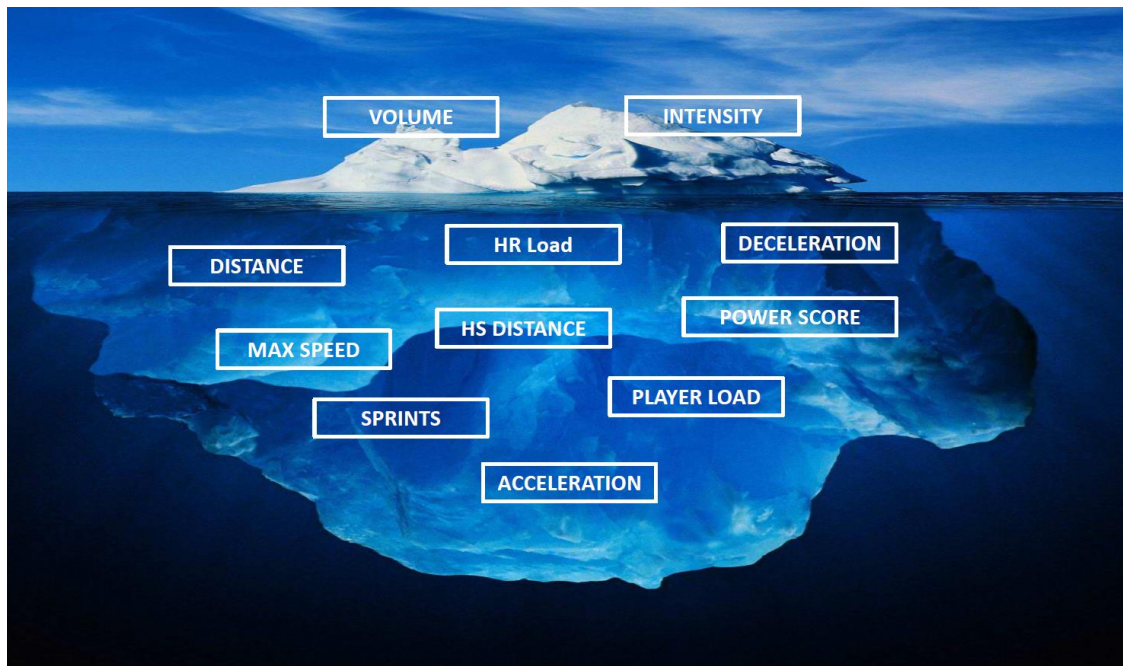 VOLUME
INTENSITY
HR Load
DECELERATION
DISTANCE
POWER SCORE
HS DISTANCE
MAX SPEED
PLAYER LOAD
SPRINTS
ACCELERATION